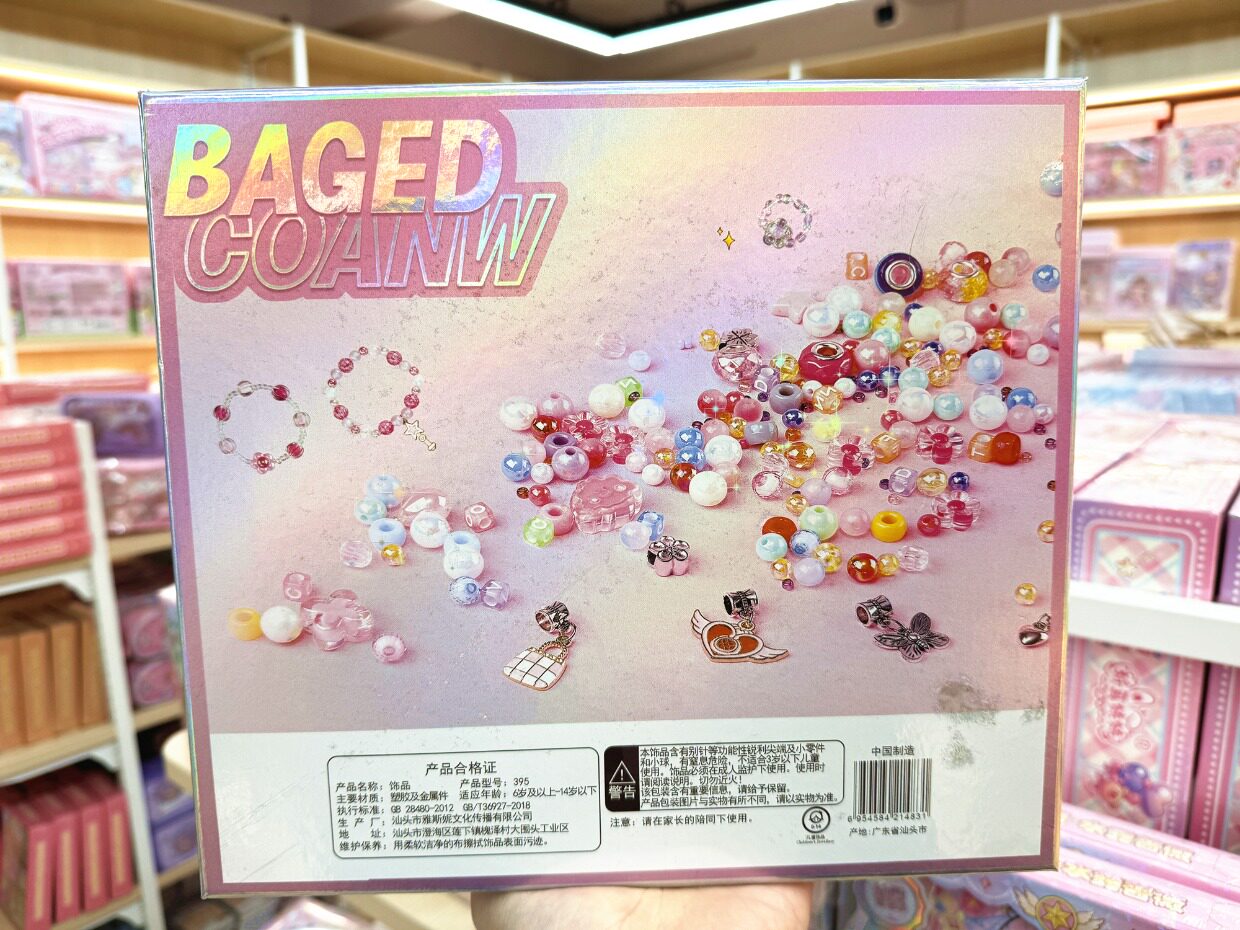 BAGED
COANW
产品合格证
产品名称: 饰品 产品型号: 395
主要材质: 塑胶及金属件 适应年龄: 6岁及以上-14岁以下
执行标准: GB 28480-2012 GB/T36927-2018
生 产 厂: 汕头市雅斯妮文化传播有限公司
地 址: 汕头市澄海区莲下镇槐泽村大围头工业区
维护保养: 用柔软洁净的布擦拭饰品表面污迹。
警告
本饰品含有别针等功能性锐利尖端及小零件
和小球, 有窒息危险, 不适合3岁以下儿童
使用。饰品必须在成人监护下使用。使用时
请阅读说明。切勿近火!
该包装含有重要信息, 请给予保留。
产品包装图片与实物有所不同, 请以实物为准。
注意: 请在家长的陪同下使用。
中国制造
6 954584 214831
产地: 广东省汕头市
儿童饰品
Children's Jewellery